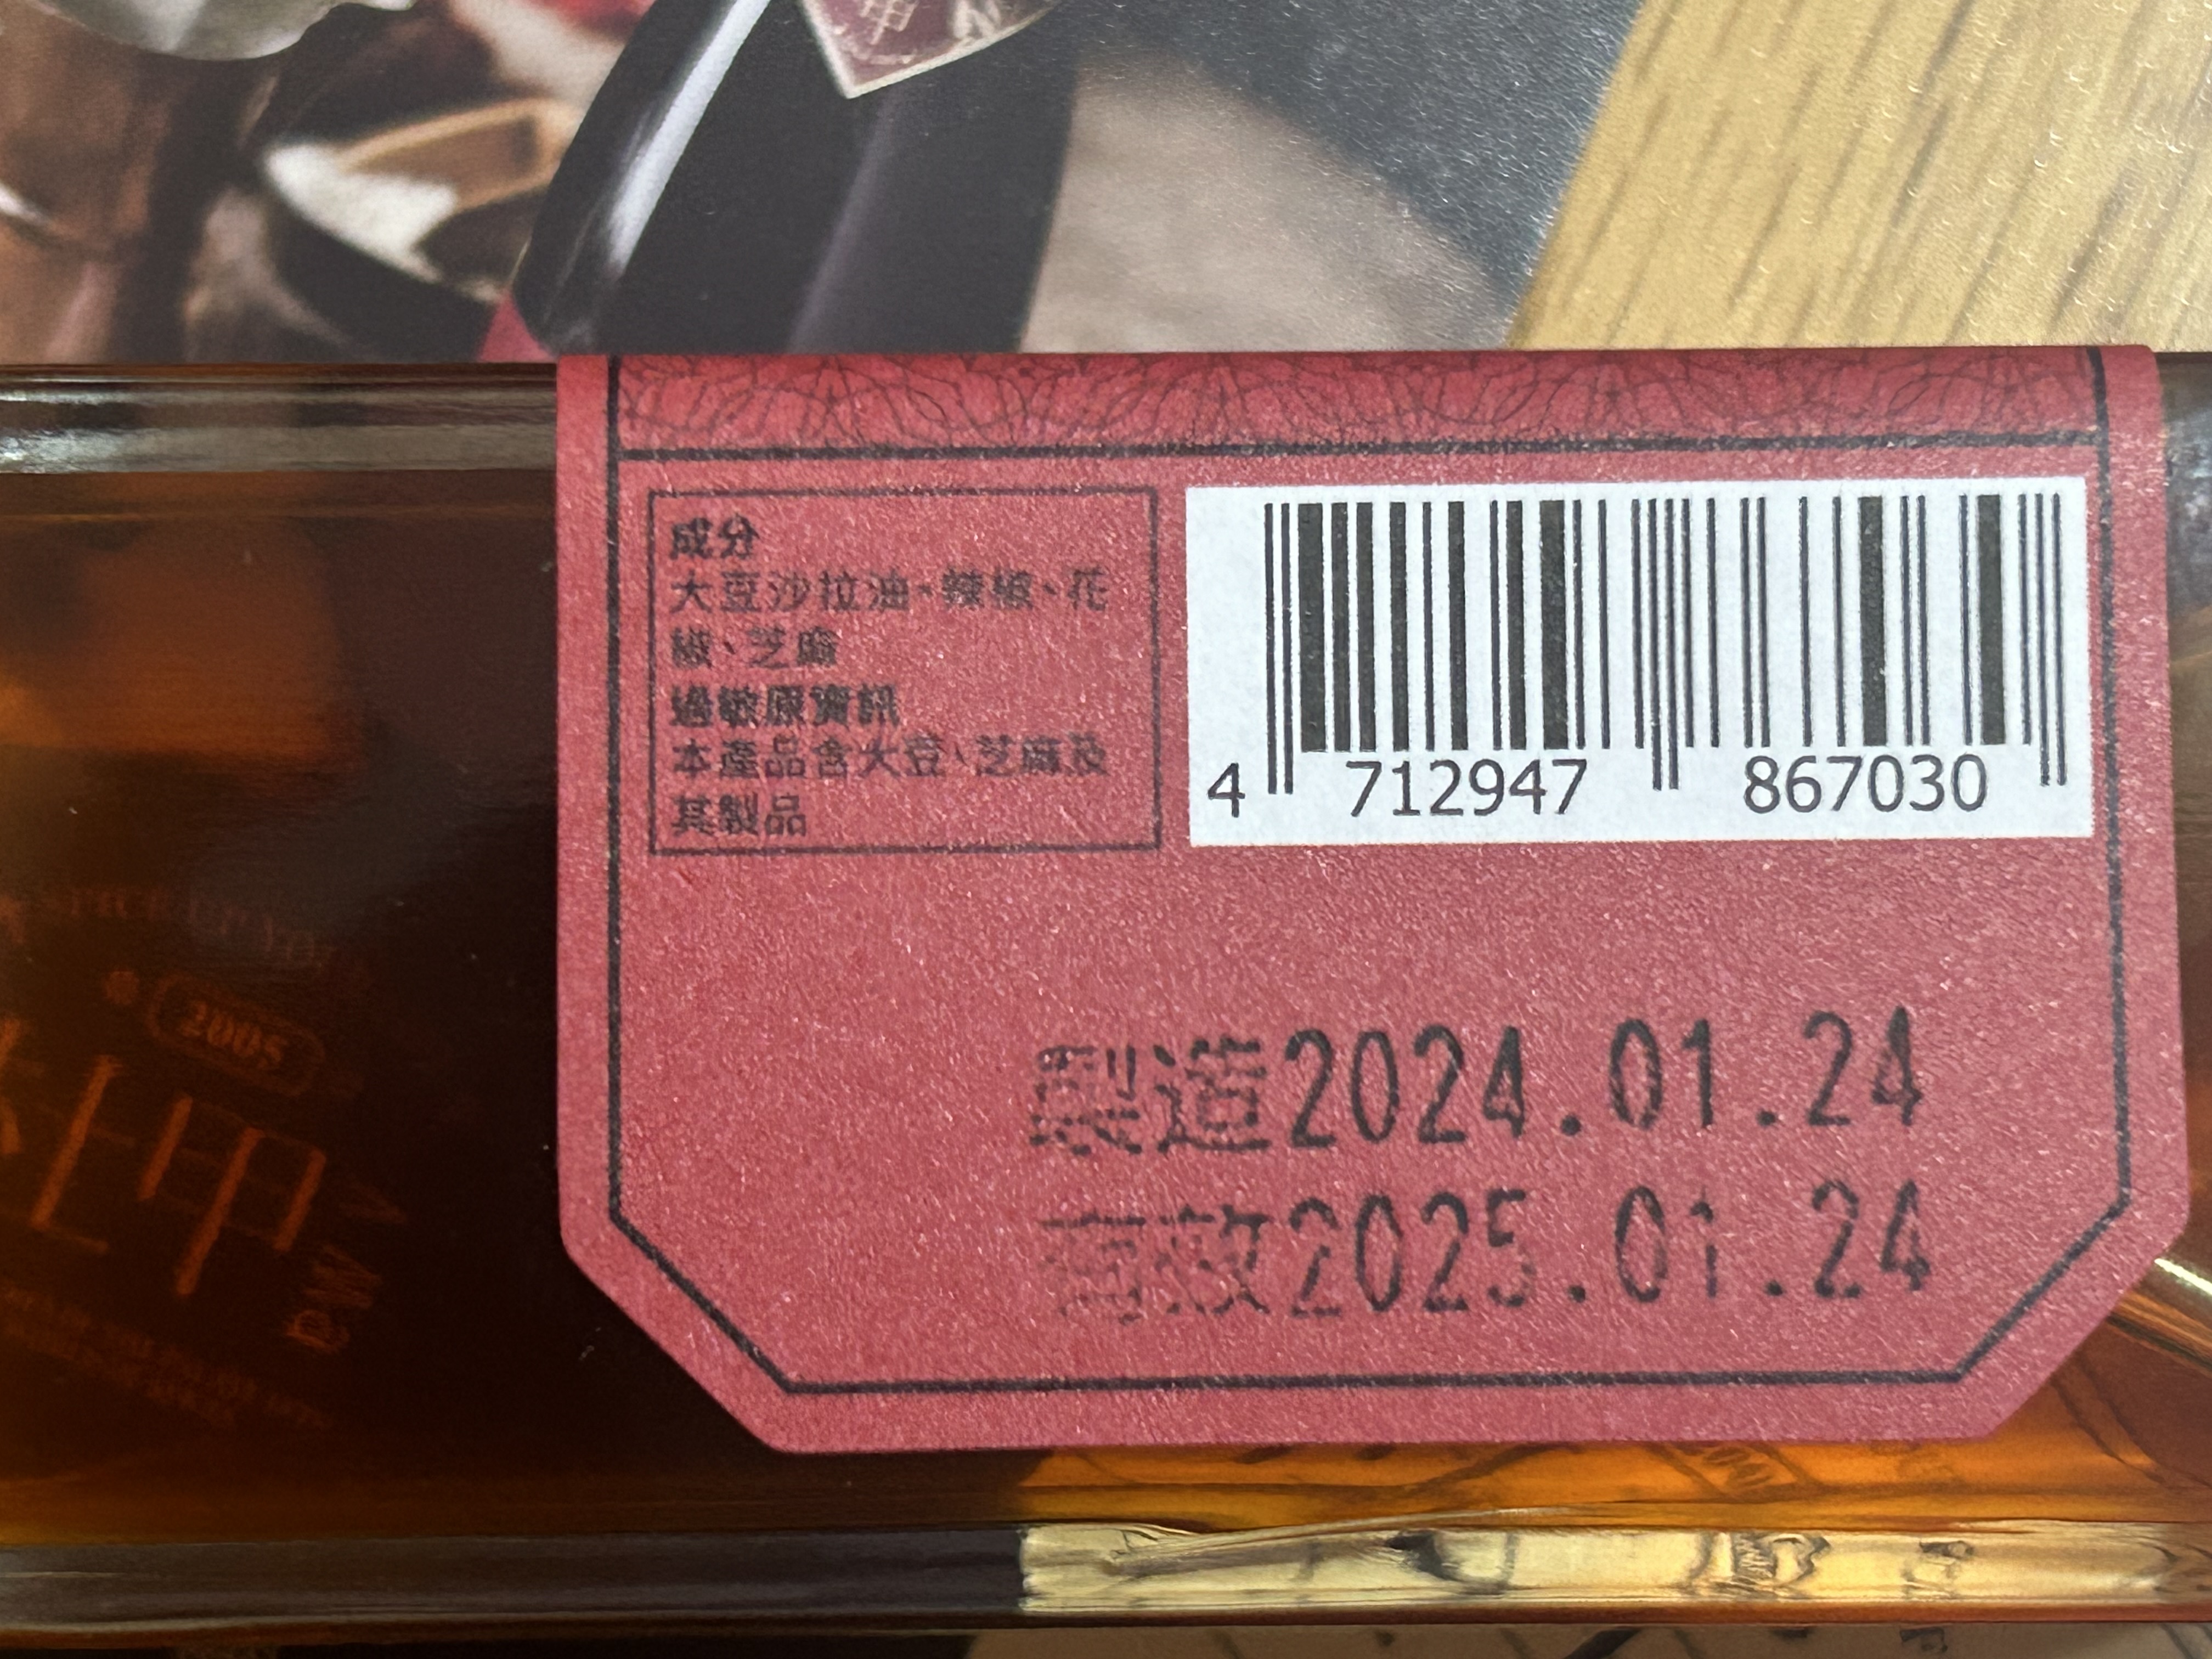 成分
大豆沙拉油、辣椒、花
椒、芝麻
過敏原資訊
本產品含大豆、芝麻及
其製品
4 712947 867030
製造2024.01.24
有效2025.01.24
2005